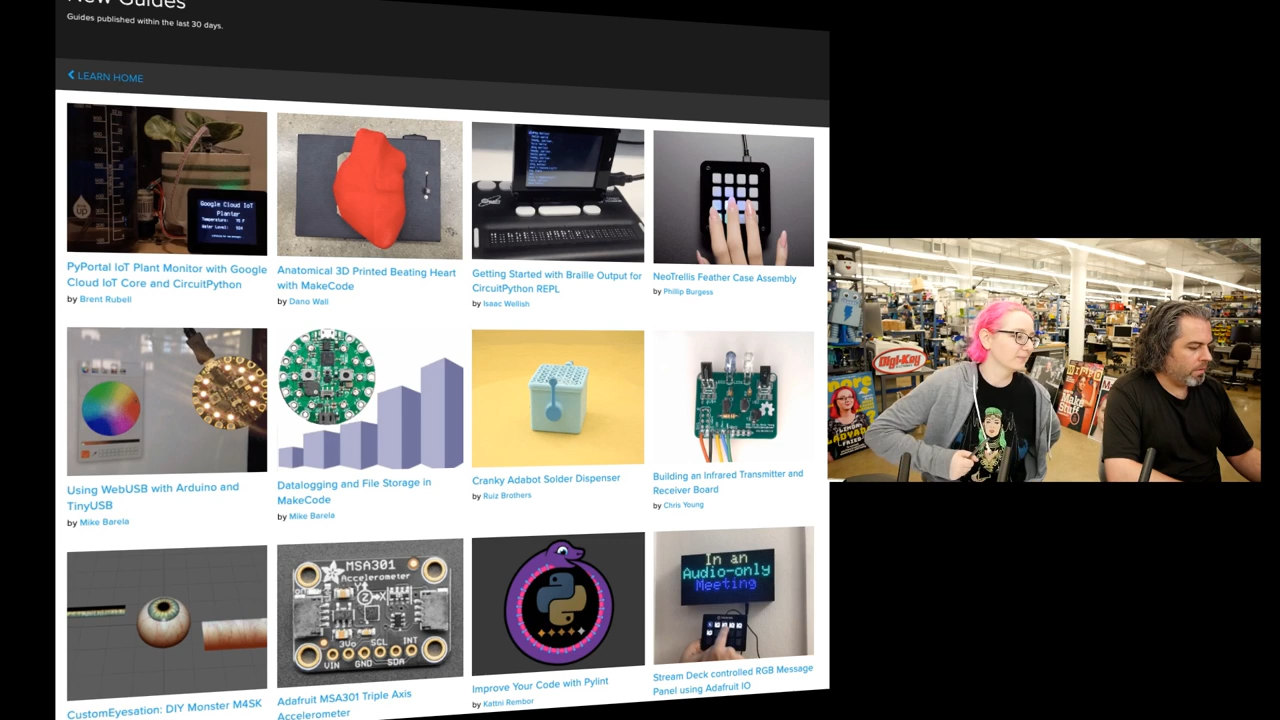 New Guides
Guides published within the last 30 days.
LEARN HOME
Google Cloud IoT
Planter
PyPortal IoT Plant Monitor with Google
Cloud IoT Core and CircuitPython
by Brent Rubell
Anatomical 3D Printed Beating Heart
with MakeCode
by Dano Wall
Getting Started with Braille Output for
CircuitPython REPL
by Isaac Wellish
NeoTrellis Feather Case Assembly
by Phillip Burgess
Using WebUSB with Arduino and
TinyUSB
by Mike Barela
Datalogging and File Storage in
MakeCode
by Mike Barela
Cranky Adabot Solder Dispenser
by Ruiz Brothers
Building an Infrared Transmitter and
Receiver Board
by Chris Young
CustomEyesation: DIY Monster M4SK
MSA301
Accelerometer
3Vo SCL INT
VIN GND SDA
Adafruit MSA301 Triple Axis
Accelerometer
Improve Your Code with Pylint
by Kattni Rembor
In an
Audio-only
Meeting
Stream Deck controlled RGB Message
Panel using Adafruit IO
Digi-Key
WIRED
Make
Stuff
LIMOR
FRIED